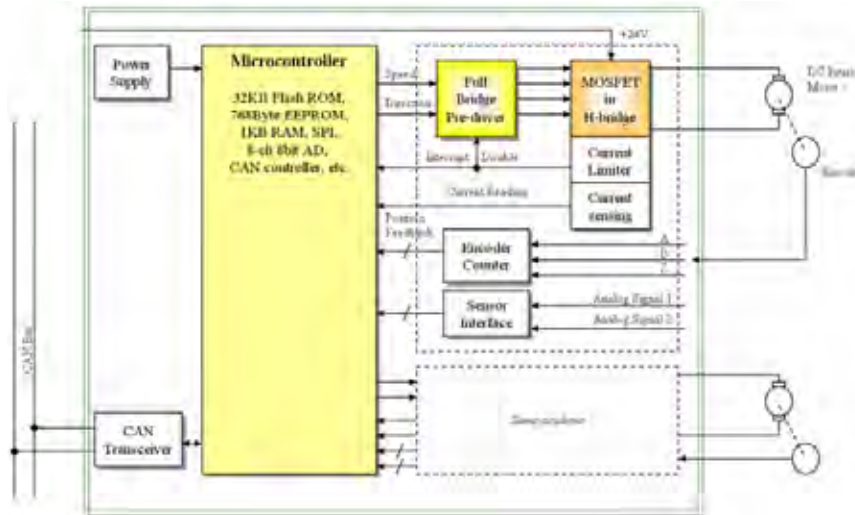 +24V
Power
Supply
Microcontroller
32KB Flash ROM,
768Byte EEPROM,
1KB RAM, SPI,
8-ch 8bit AD,
CAN controller, etc.
Speed
Direction
Full
Bridge
Pre-driver
MOSFET
in
H-bridge
Motor
Interrupt
Current
Limiter
Current Reading
Current
sensing
Position
Feedback
Encoder
Counter
A
Sensor
Interface
Analog Signal 1
Analog Signal 2
CAN Bus
CAN
Transceiver